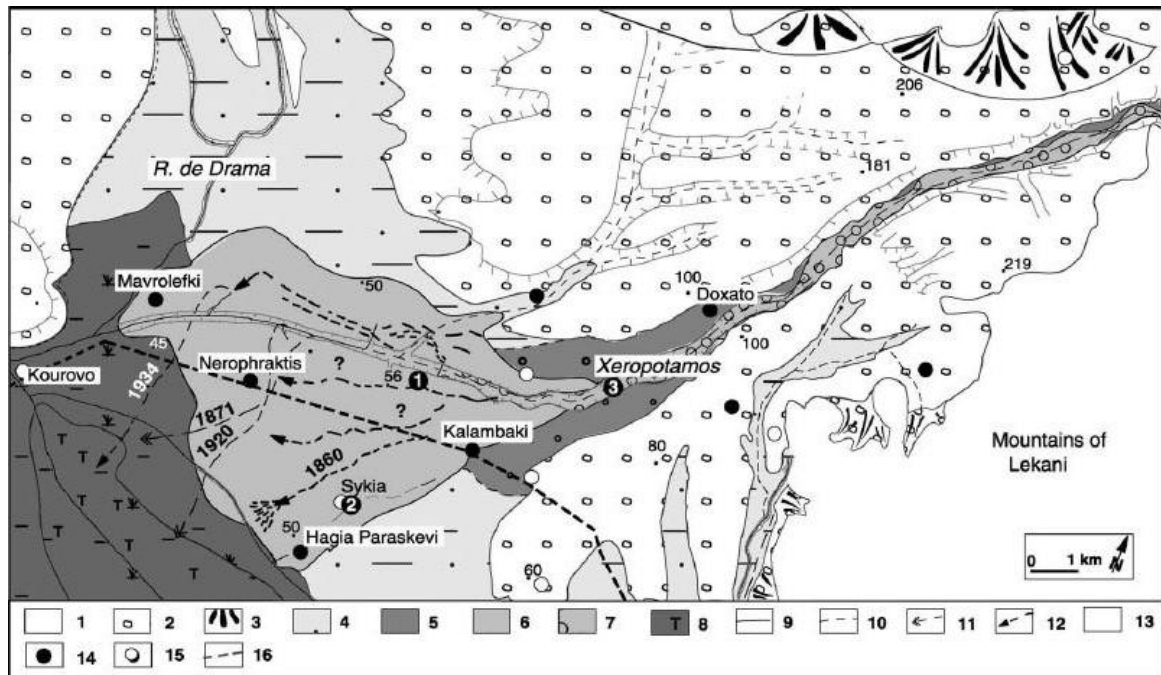 206
R. de Drama
181
219
50
100
Doxato
Mavrolefki
100
45
Xeropotamos
Kourovo
Nerophraktis
?
56
1
3
1934
1871
?
1920
Kalambaki
80
Mountains of
Lekani
1860
Sykia
2
50
Hagia Paraskevi
60
0 1 km N
1 2 3 4 5 6 T 7 8 9 10 11 12 13
14 15 16
T
T
T
T
T
T
T